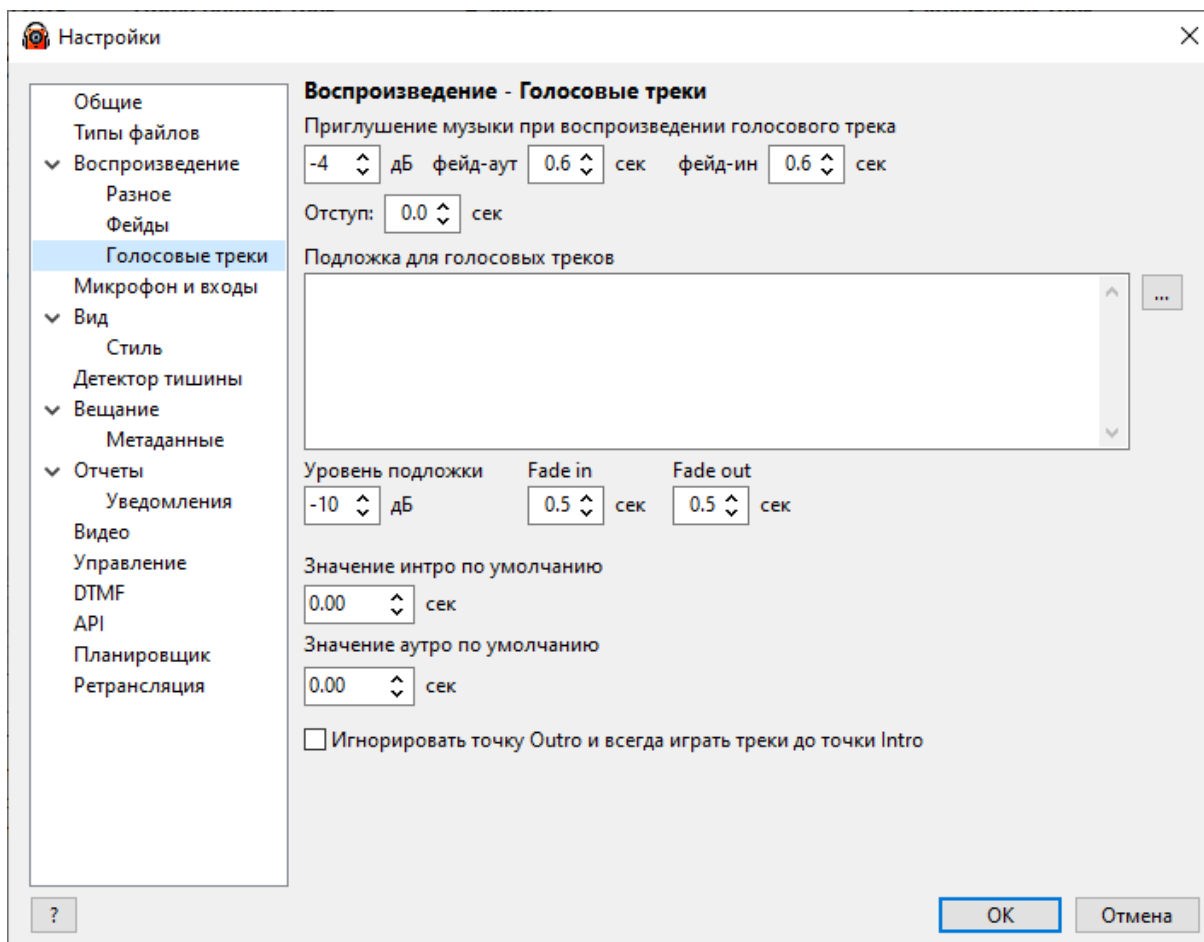 Настройки
Общие
Типы файлов
Воспроизведение
Разное
Фейды
Голосовые треки
Микрофон и входы
Вид
Стиль
Детектор тишины
Вещание
Метаданные
Отчеты
Уведомления
Видео
Управление
DTMF
API
Планировщик
Ретрансляция
Воспроизведение - Голосовые треки
Приглушение музыки при воспроизведении голосового трека
-4 дБ фейд-аут 0.6 сек фейд-ин 0.6 сек
Отступ: 0.0 сек
Подложка для голосовых треков
...
Уровень подложки Fade in Fade out
-10 дБ 0.5 сек 0.5 сек
Значение интро по умолчанию
0.00 сек
Значение аутро по умолчанию
0.00 сек
Игнорировать точку Outro и всегда играть треки до точки Intro
? OK Отмена